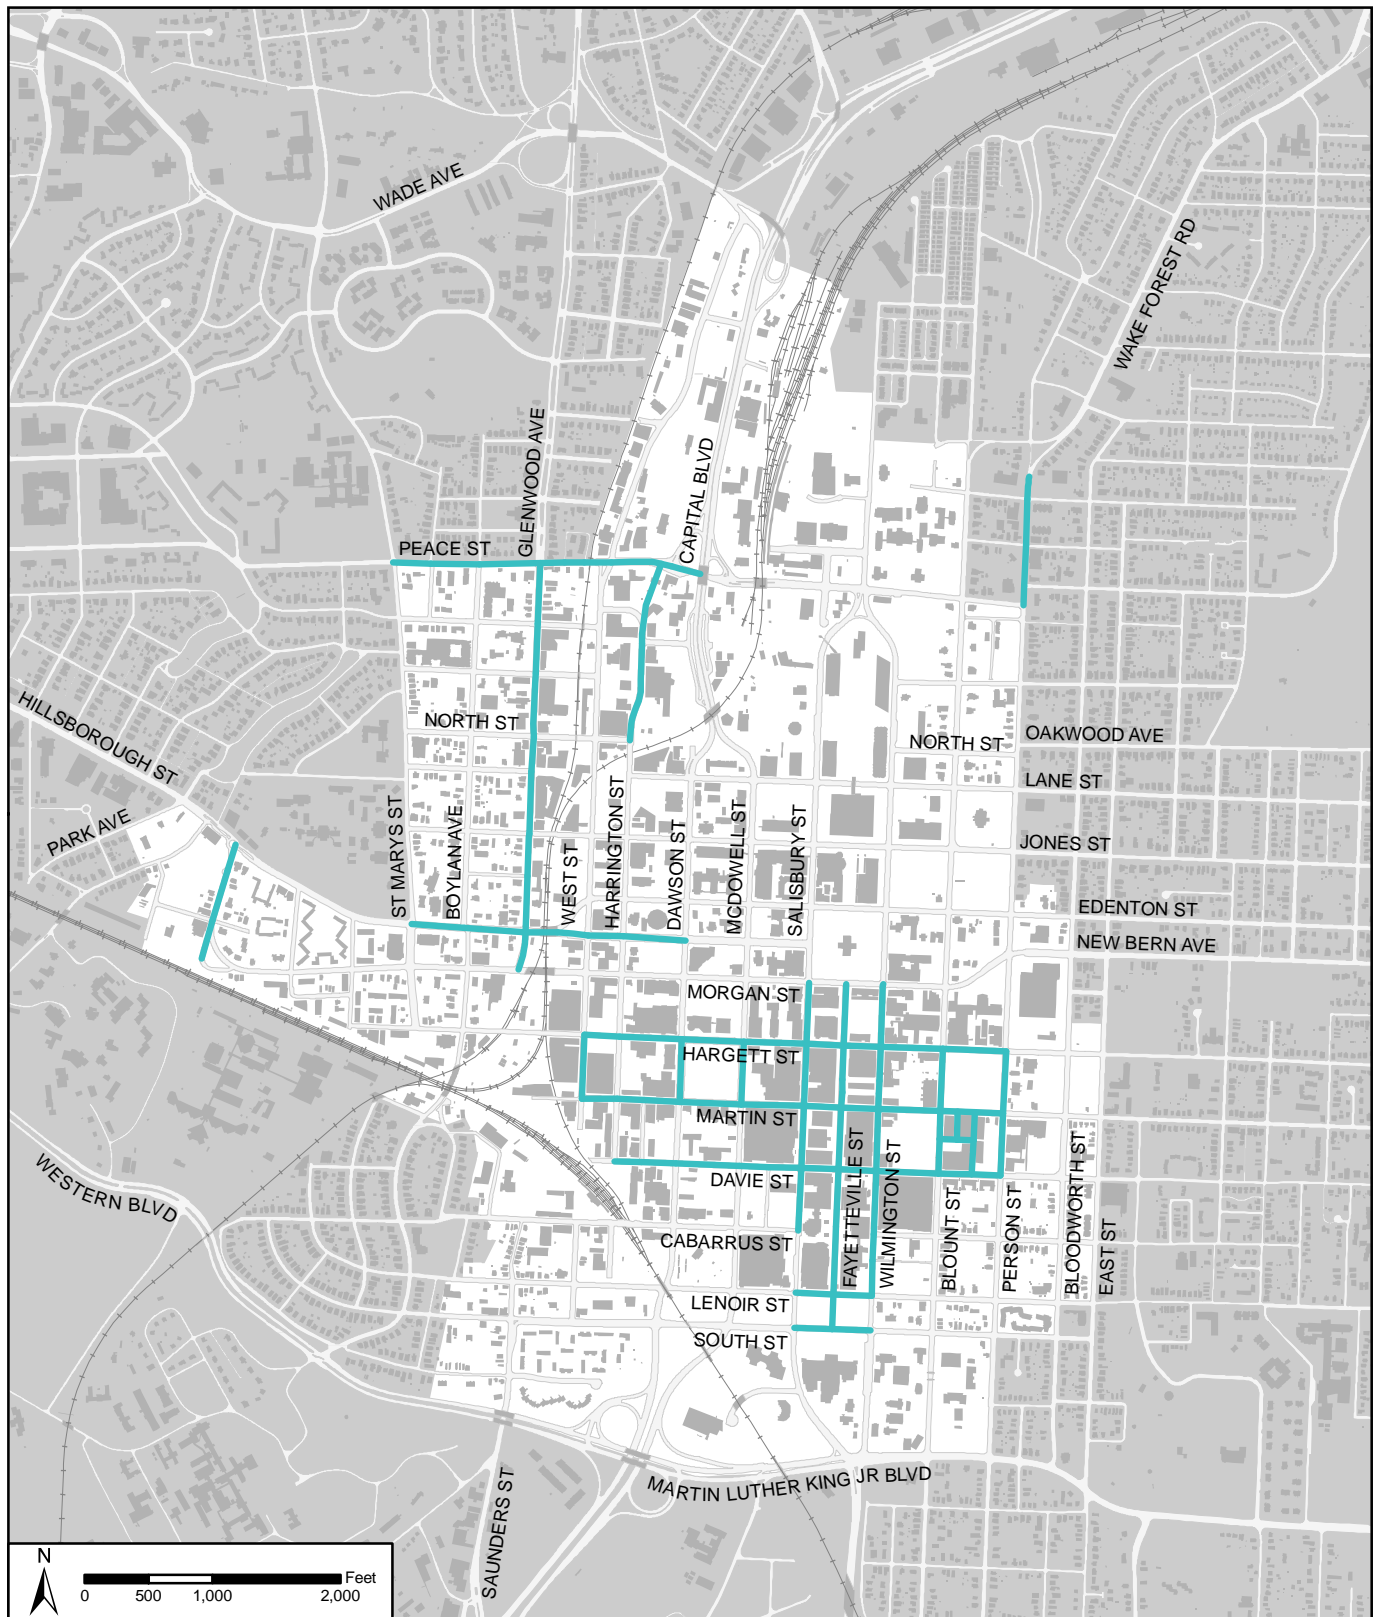 WADE AVE
WAKE FOREST RD
GLENWOOD AVE
CAPITAL BLVD
PEACE ST
HILLSBOROUGH ST
NORTH ST
NORTH ST
OAKWOOD AVE
LANE ST
PARK AVE
ST MARYS ST
BOYLAN AVE
WEST ST
HARRINGTON ST
DAWSON ST
MCDOWELL ST
SALISBURY ST
JONES ST
EDENTON ST
NEW BERN AVE
MORGAN ST
HARGETT ST
MARTIN ST
WESTERN BLVD
DAVIE ST
FAYETTEVILLE ST
WILMINGTON ST
BLOUNT ST
PERSON ST
BLOODWORTH ST
EAST ST
CABARRUS ST
LENOIR ST
SOUTH ST
MARTIN LUTHER KING JR BLVD
SAUNDERS ST
N
Feet
0 500 1,000 2,000